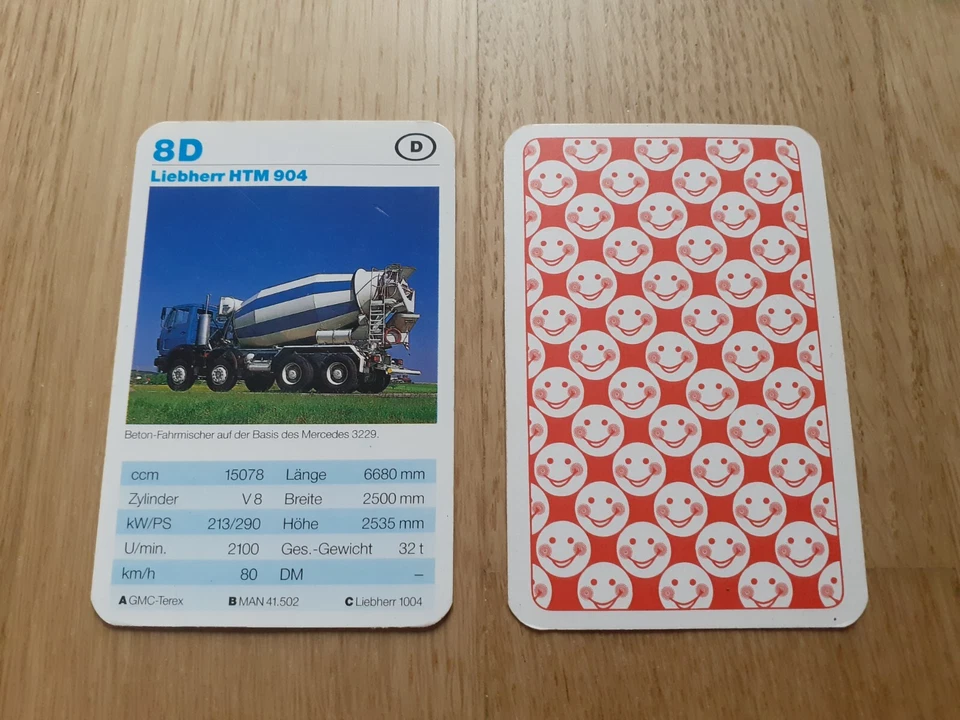 8D D
Liebherr HTM 904
Beton-Fahrmischer auf der Basis des Mercedes 3229.
ccm 15078 Länge 6680 mm
Zylinder V8 Breite 2500 mm
kW/PS 213/290 Höhe 2535 mm
U/min. 2100 Ges.-Gewicht 32 t
km/h 80 DM –
A GMC-Terex B MAN 41.502 C Liebherr 1004